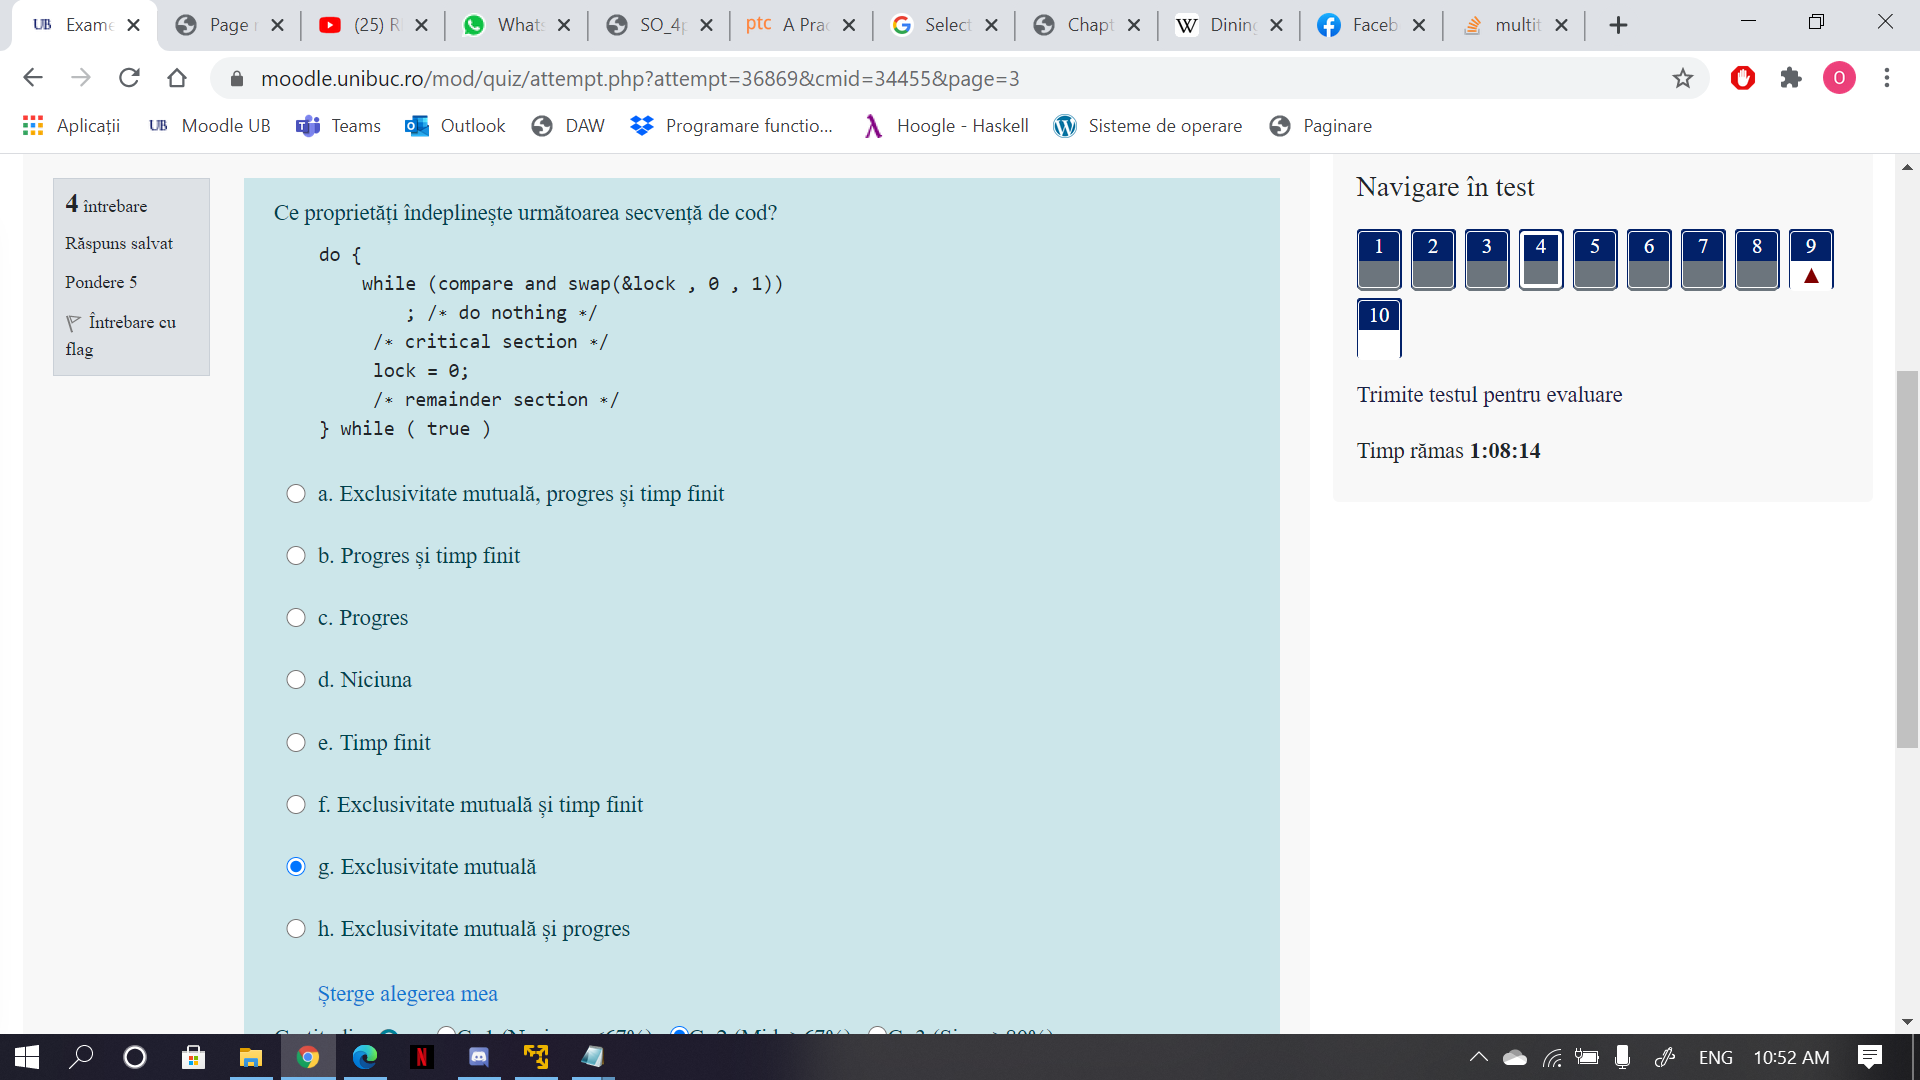 UB Exame
Page r
(25) R
Whats
SO_4p
ptc A Prac
Select
Chapt
W Dining
Faceb
multit
moodle.unibuc.ro/mod/quiz/attempt.php?attempt=36869&cmid=34455&page=3
O
Aplicații
UB Moodle UB
Teams
Outlook
DAW
Programare functio...
Hoogle - Haskell
Sisteme de operare
Paginare
4 întrebare
Răspuns salvat
Pondere 5
Întrebare cu
flag
Ce proprietăți îndeplinește următoarea secvență de cod?
do {
while (compare and swap(&lock , 0 , 1))
; /* do nothing */
/* critical section */
lock = 0;
/* remainder section */
} while ( true )
a. Exclusivitate mutuală, progres și timp finit
b. Progres și timp finit
c. Progres
d. Niciuna
e. Timp finit
f. Exclusivitate mutuală și timp finit
g. Exclusivitate mutuală
h. Exclusivitate mutuală și progres
Șterge alegerea mea
Navigare în test
1 2 3 4 5 6 7 8 9
10
Trimite testul pentru evaluare
Timp rămas 1:08:14
ENG 10:52 AM